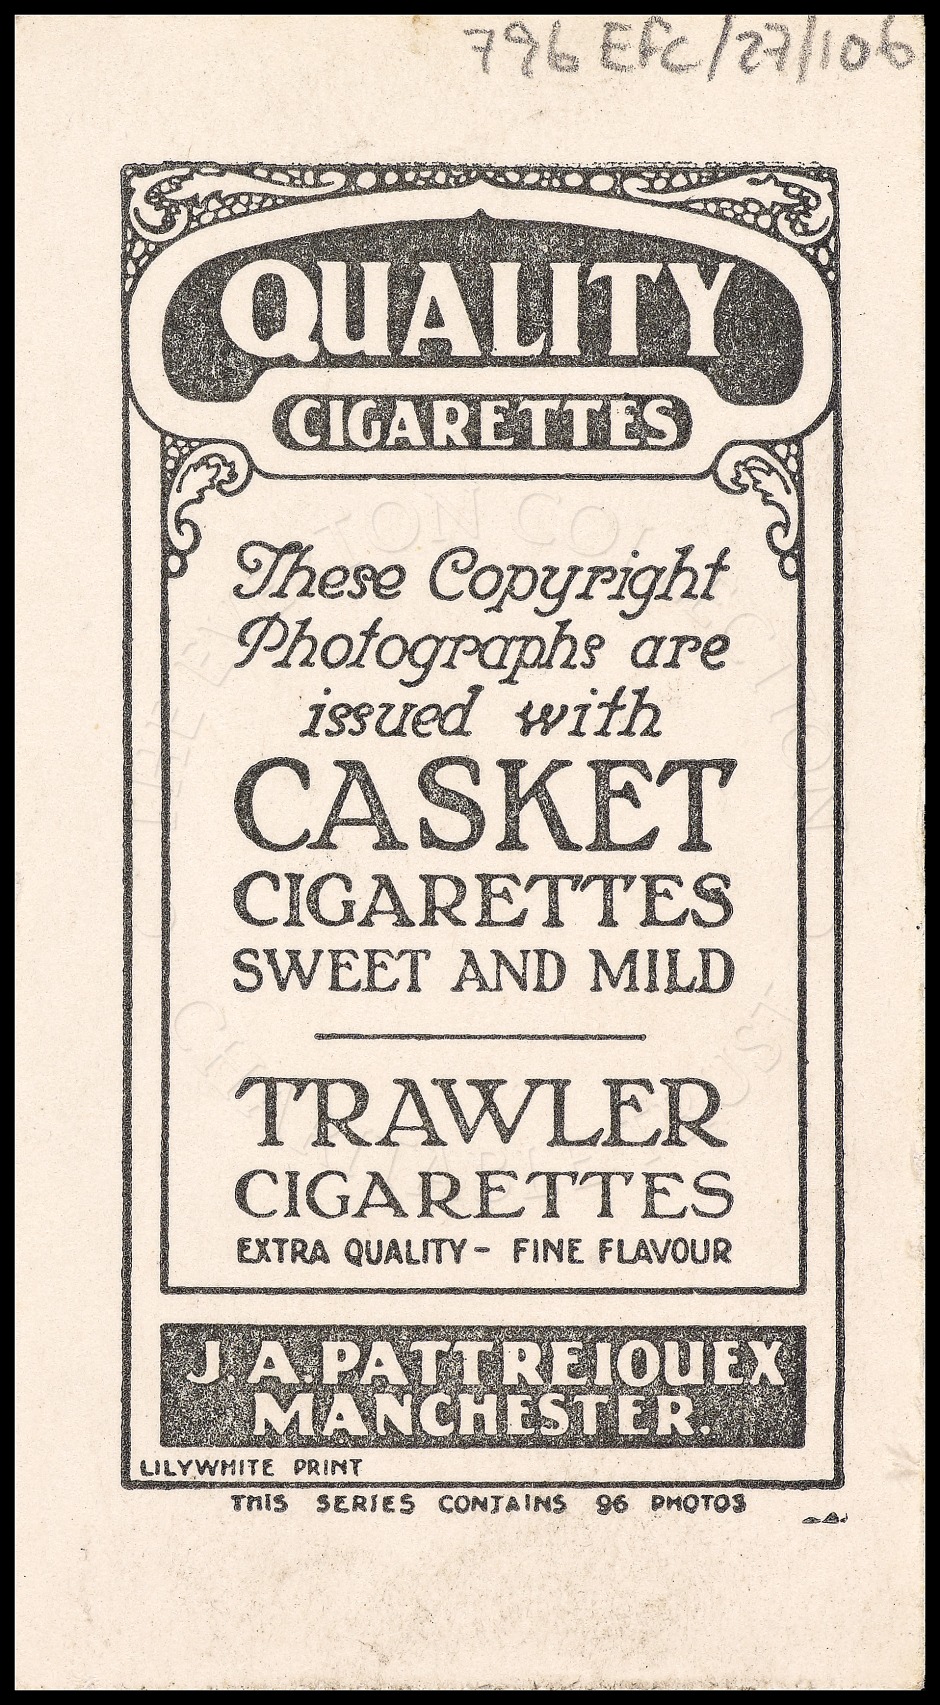 796 EFC/27/106
QUALITY
CIGARETTES
These Copyright
Photographs are
issued with
CASKET
CIGARETTES
SWEET AND MILD
TRAWLER
CIGARETTES
EXTRA QUALITY - FINE FLAVOUR
J. A. PATTREIOUEX
MANCHESTER.
LILYWHITE PRINT
THIS SERIES CONTAINS 96 PHOTOS